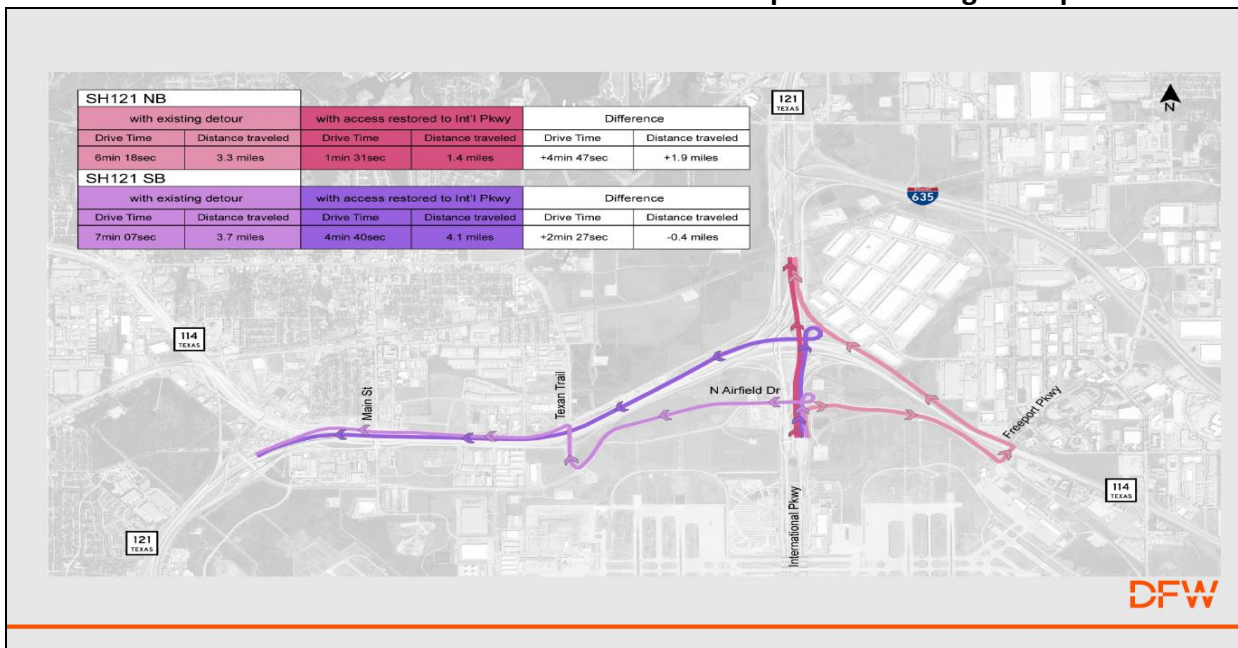 SH121 NB
with existing detour with access restored to Int'l Pkwy Difference
Drive Time Distance traveled Drive Time Distance traveled Drive Time Distance traveled
6min 18sec 3.3 miles 1min 31sec 1.4 miles +4min 47sec +1.9 miles
SH121 SB
with existing detour with access restored to Int'l Pkwy Difference
Drive Time Distance traveled Drive Time Distance traveled Drive Time Distance traveled
7min 07sec 3.7 miles 4min 40sec 4.1 miles +2min 27sec -0.4 miles
121
TEXAS
N
635
114
TEXAS
Main St
Texan Trail
N Airfield Dr
Freeport Pkwy
114
TEXAS
International Pkwy
121
TEXAS
DFW